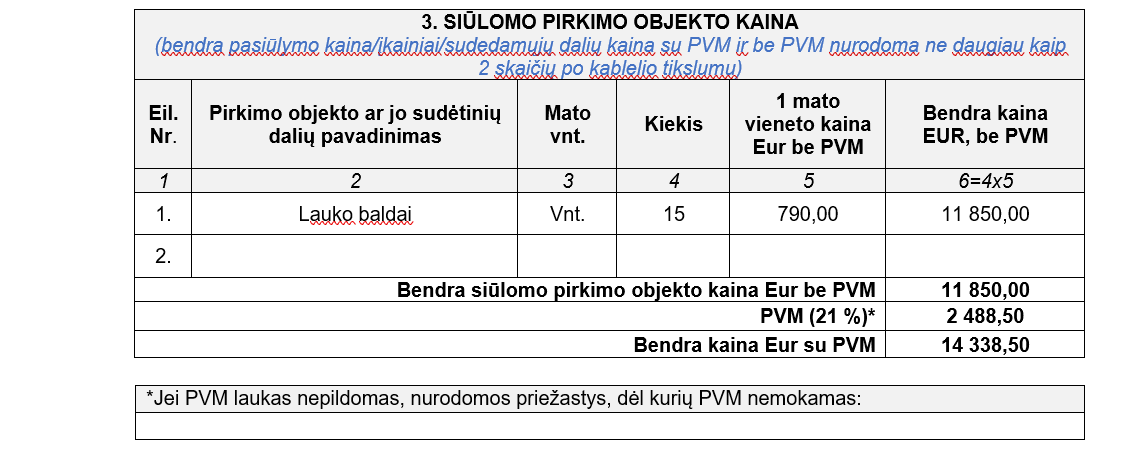 3. SIŪLOMO PIRKIMO OBJEKTO KAINA
(bendra pasiūlymo kaina/įkainiai/sudedamųjų dalių kaina su PVM ir be PVM nurodoma ne daugiau kaip
2 skaičių po kablelio tikslumu)
Eil. Nr. Pirkimo objekto ar jo sudėtinių dalių pavadinimas Mato vnt. Kiekis 1 mato vieneto kaina Eur be PVM Bendra kaina EUR, be PVM
1 2 3 4 5 6=4x5
1. Lauko baldai Vnt. 15 790,00 11 850,00
2.
Bendra siūlomo pirkimo objekto kaina Eur be PVM 11 850,00
PVM (21 %)* 2 488,50
Bendra kaina Eur su PVM 14 338,50
*Jei PVM laukas nepildomas, nurodomos priežastys, dėl kurių PVM nemokamas: